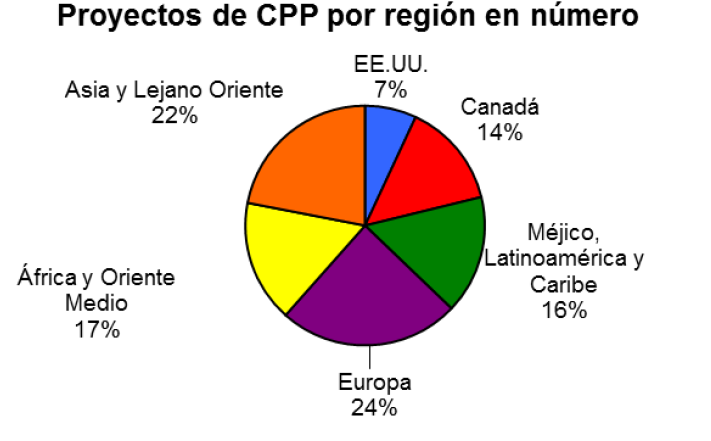 Proyectos de CPP por región en número
EE.UU.
7%
Asia y Lejano Oriente
22%
Canadá
14%
Méjico,
Latinoamérica y
Caribe
16%
África y Oriente
Medio
17%
Europa
24%